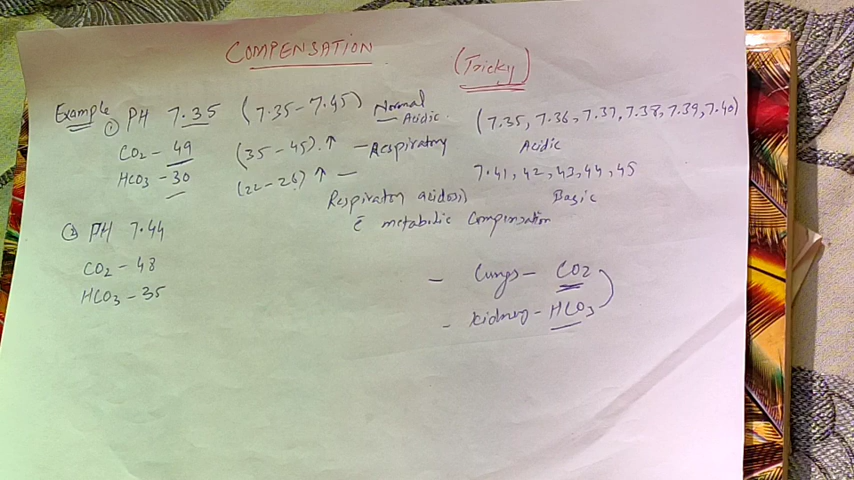 COMPENSATION
(Tricky)
Example
① PH 7.35 (7.35-7.45) Normal
Acidic.
(7.35, 7.36, 7.37, 7.38, 7.39, 7.40)
Acidic
CO2 - 49 (35-45).↑ - Respiratory
HCO3 - 30 (22-26) ↑ -
7.41, 42, 43, 44, 45
Basic
Respiratory acidosis
c̄ metabolic Compensation
② PH 7.44
CO2 - 48
HCO3 - 35
- Lungs - CO2
- kidney - HCO3